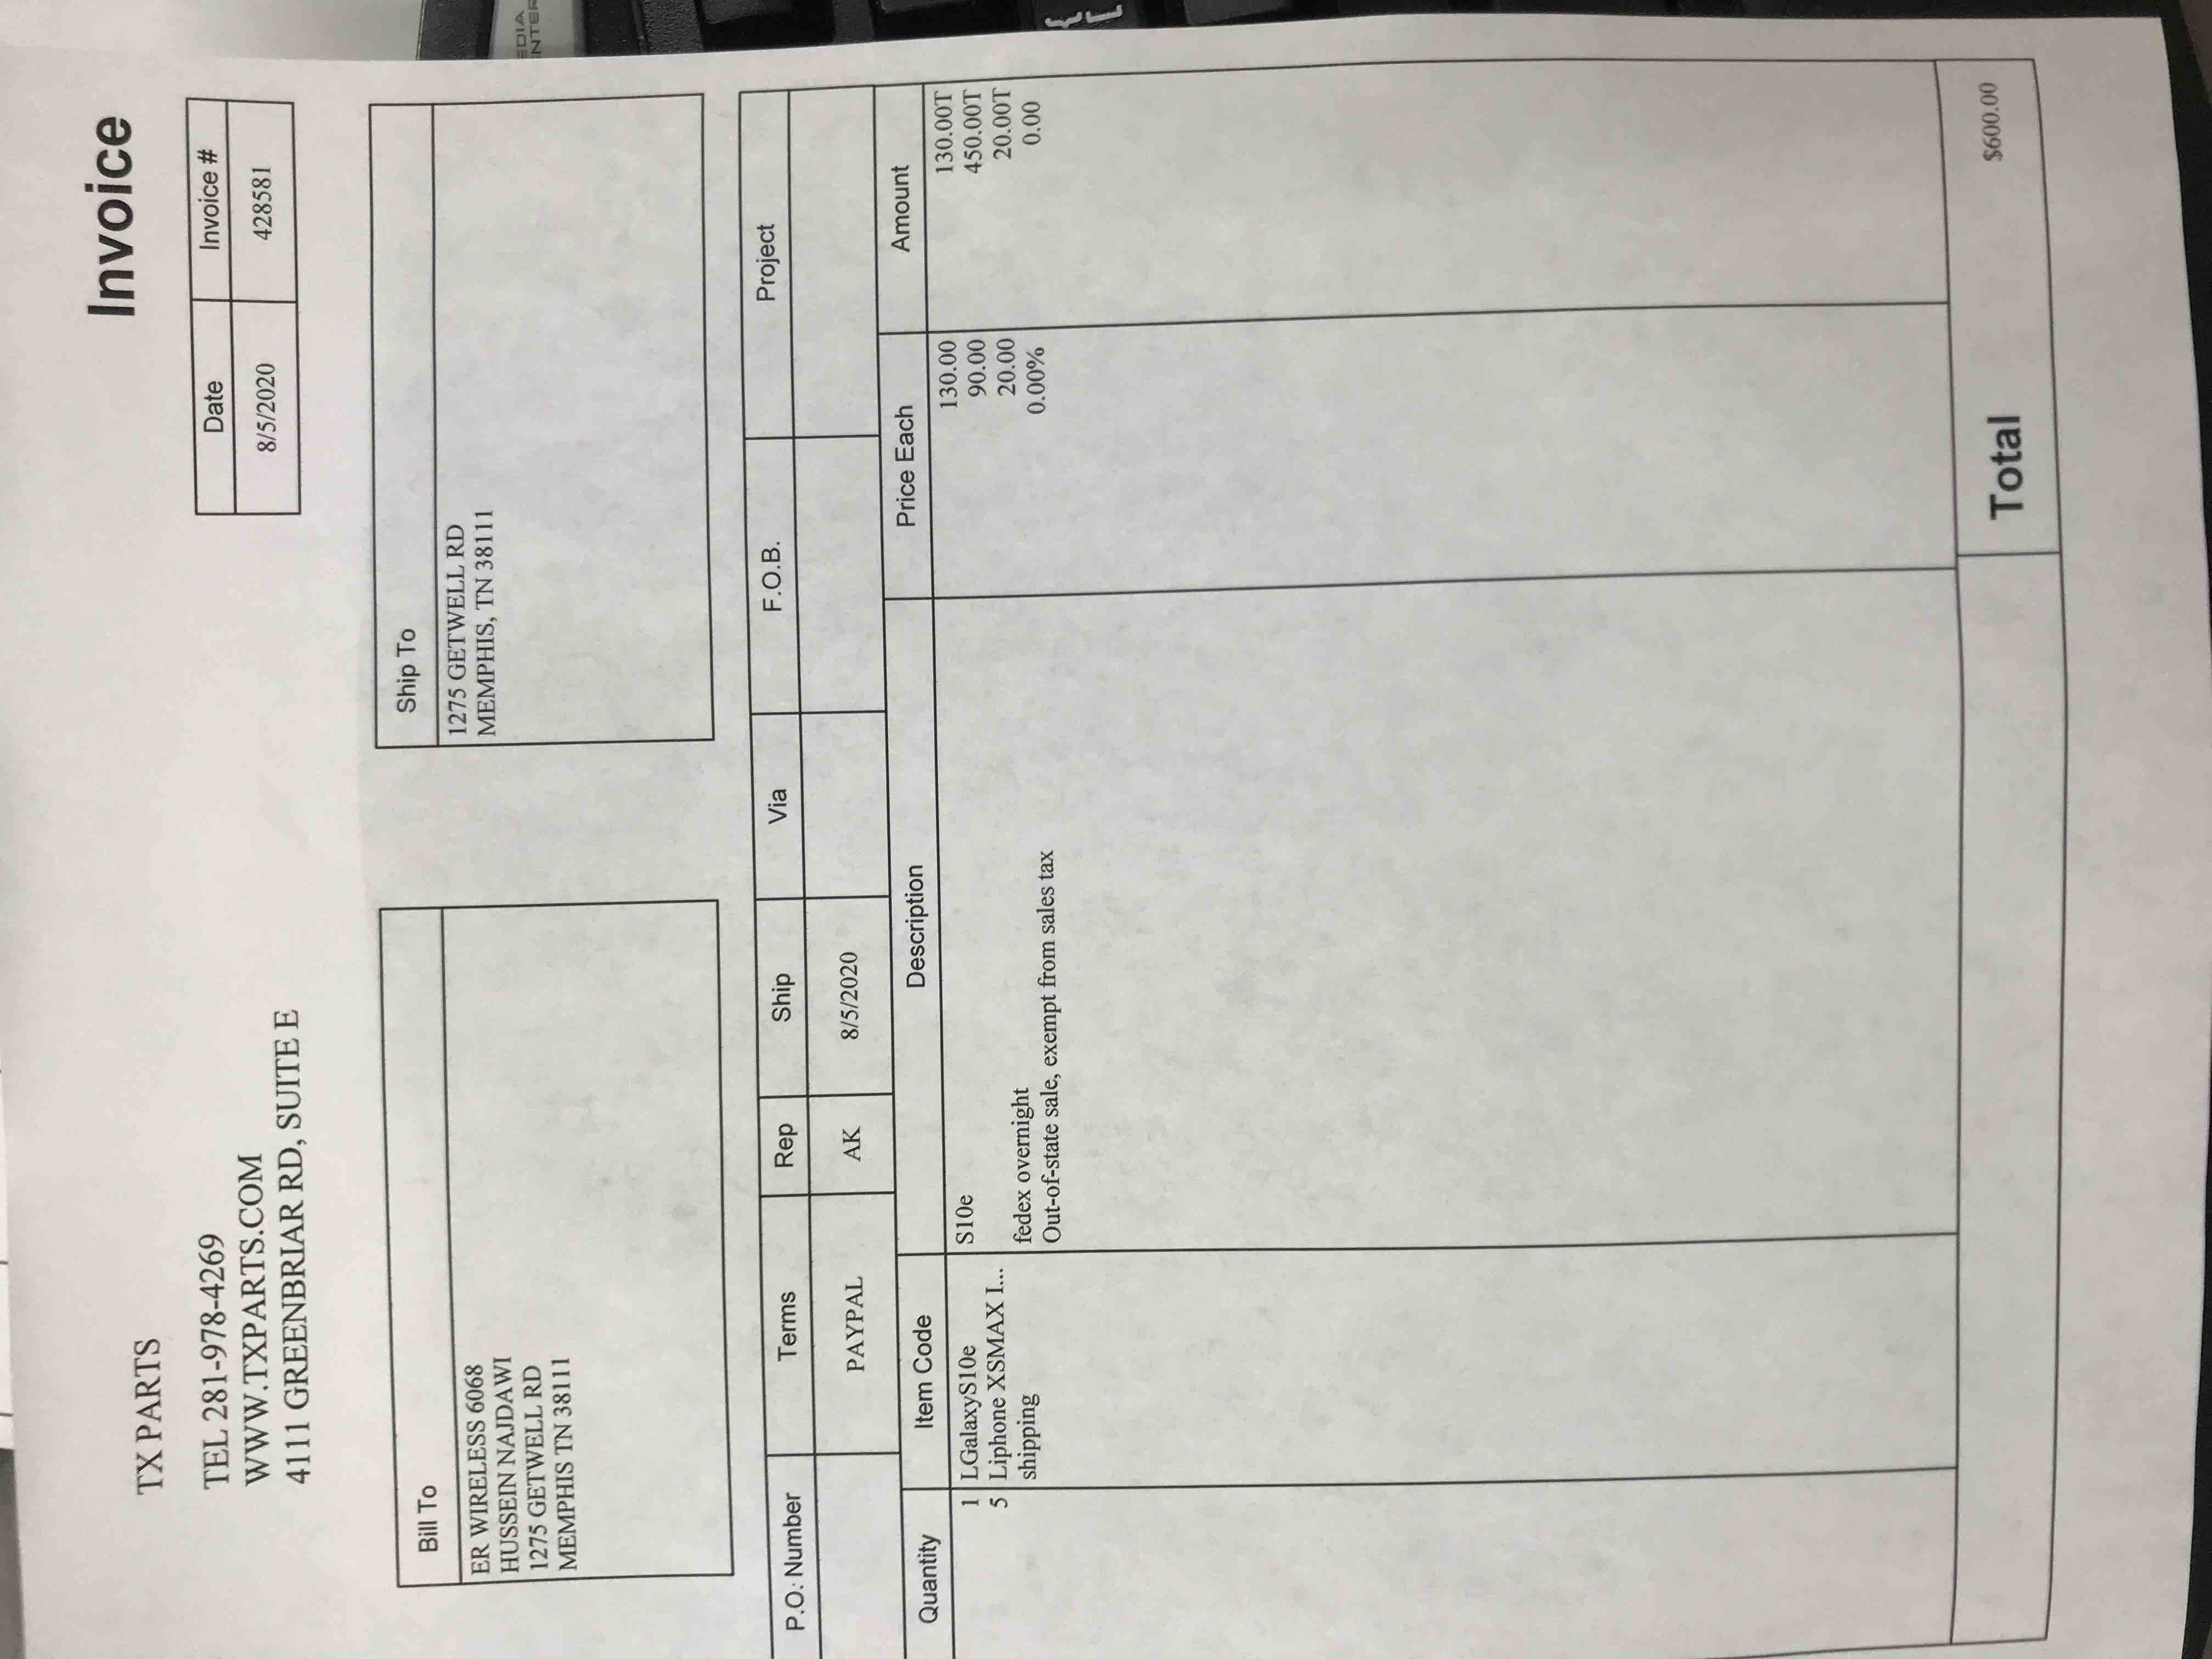 Invoice
TX PARTS
TEL 281-978-4269
WWW.TXPARTS.COM
4111 GREENBRIAR RD, SUITE E
Date Invoice #
8/5/2020 428581
Bill To
ER WIRELESS 6068
HUSSEIN NAJDAWI
1275 GETWELL RD
MEMPHIS TN 38111
Ship To
1275 GETWELL RD
MEMPHIS, TN 38111
P.O. Number Terms Rep Ship Via F.O.B. Project
PAYPAL AK 8/5/2020
Quantity Item Code Description Price Each Amount
1 LGalaxyS10e S10e 130.00 130.00T
5 Liphone XSMAX I... 90.00 450.00T
shipping fedex overnight 20.00 20.00T
Out-of-state sale, exempt from sales tax 0.00% 0.00
Total $600.00
EDIA
NTER